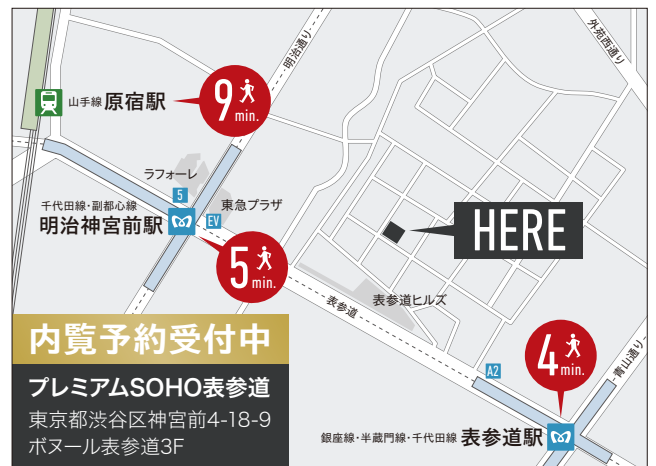 明治通り
外苑西通り
山手線 原宿駅
9
min.
ラフォーレ
5
千代田線・副都心線
明治神宮前駅
東急プラザ
EV
HERE
5
min.
表参道ヒルズ
表参道
内覧予約受付中
プレミアムSOHO表参道
東京都渋谷区神宮前4-18-9
ボヌール表参道3F
A2
4
min.
青山通り
銀座線・半蔵門線・千代田線 表参道駅